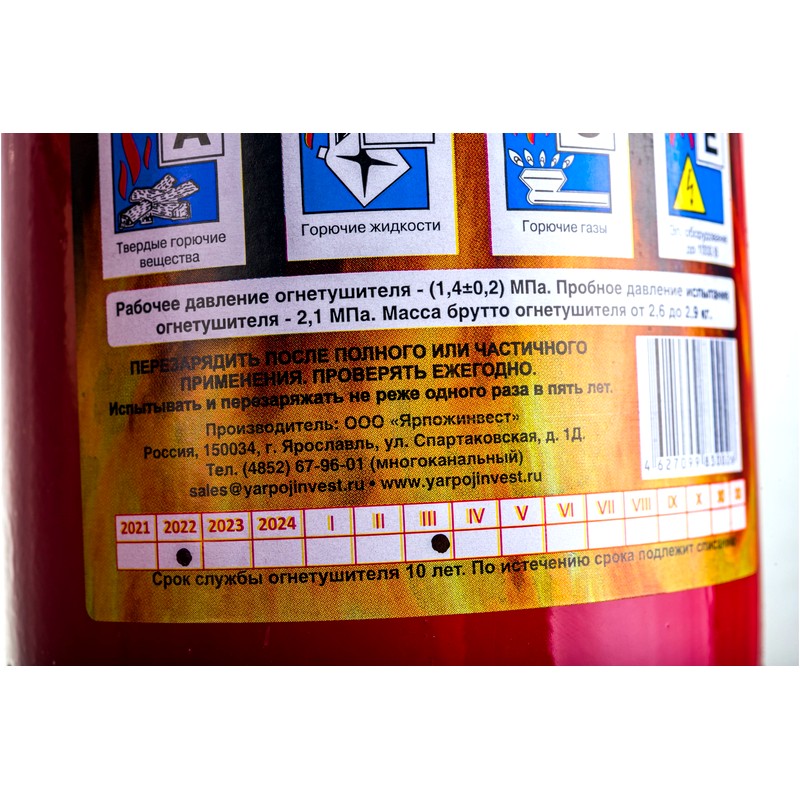 A
E
Твердые горючие
вещества
Горючие жидкости
Горючие газы
до 1000 В
Рабочее давление огнетушителя - (1,4±0,2) МПа. Пробное давление испытания
огнетушителя - 2,1 МПа. Масса брутто огнетушителя от 2,6 до 2,9 кг.
ПЕРЕЗАРЯДИТЬ ПОСЛЕ ПОЛНОГО ИЛИ ЧАСТИЧНОГО
ПРИМЕНЕНИЯ. ПРОВЕРЯТЬ ЕЖЕГОДНО.
Испытывать и перезаряжать не реже одного раза в пять лет.
Производитель: ООО «Ярпожинвест»
Россия, 150034, г. Ярославль, ул. Спартаковская, д. 1Д.
Тел. (4852) 67-96-01 (многоканальный)
sales@yarpojinvest.ru • www.yarpojinvest.ru
2021 2022 2023 2024 I II III IV V VI VII VIII IX X XI XII
Срок службы огнетушителя 10 лет. По истечению срока подлежит списанию